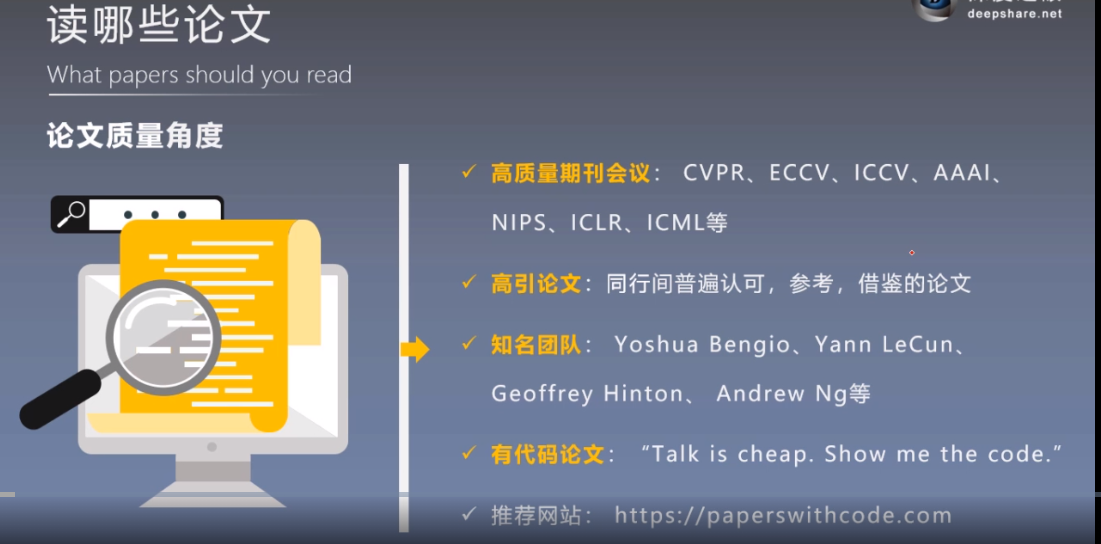 读哪些论文
deepshare.net
What papers should you read
论文质量角度
✓ 高质量期刊会议： CVPR、ECCV、ICCV、AAAI、
NIPS、ICLR、ICML等
✓ 高引论文：同行间普遍认可，参考，借鉴的论文
✓ 知名团队： Yoshua Bengio、Yann LeCun、
Geoffrey Hinton、 Andrew Ng等
✓ 有代码论文： “Talk is cheap. Show me the code.”
✓ 推荐网站： https://paperswithcode.com